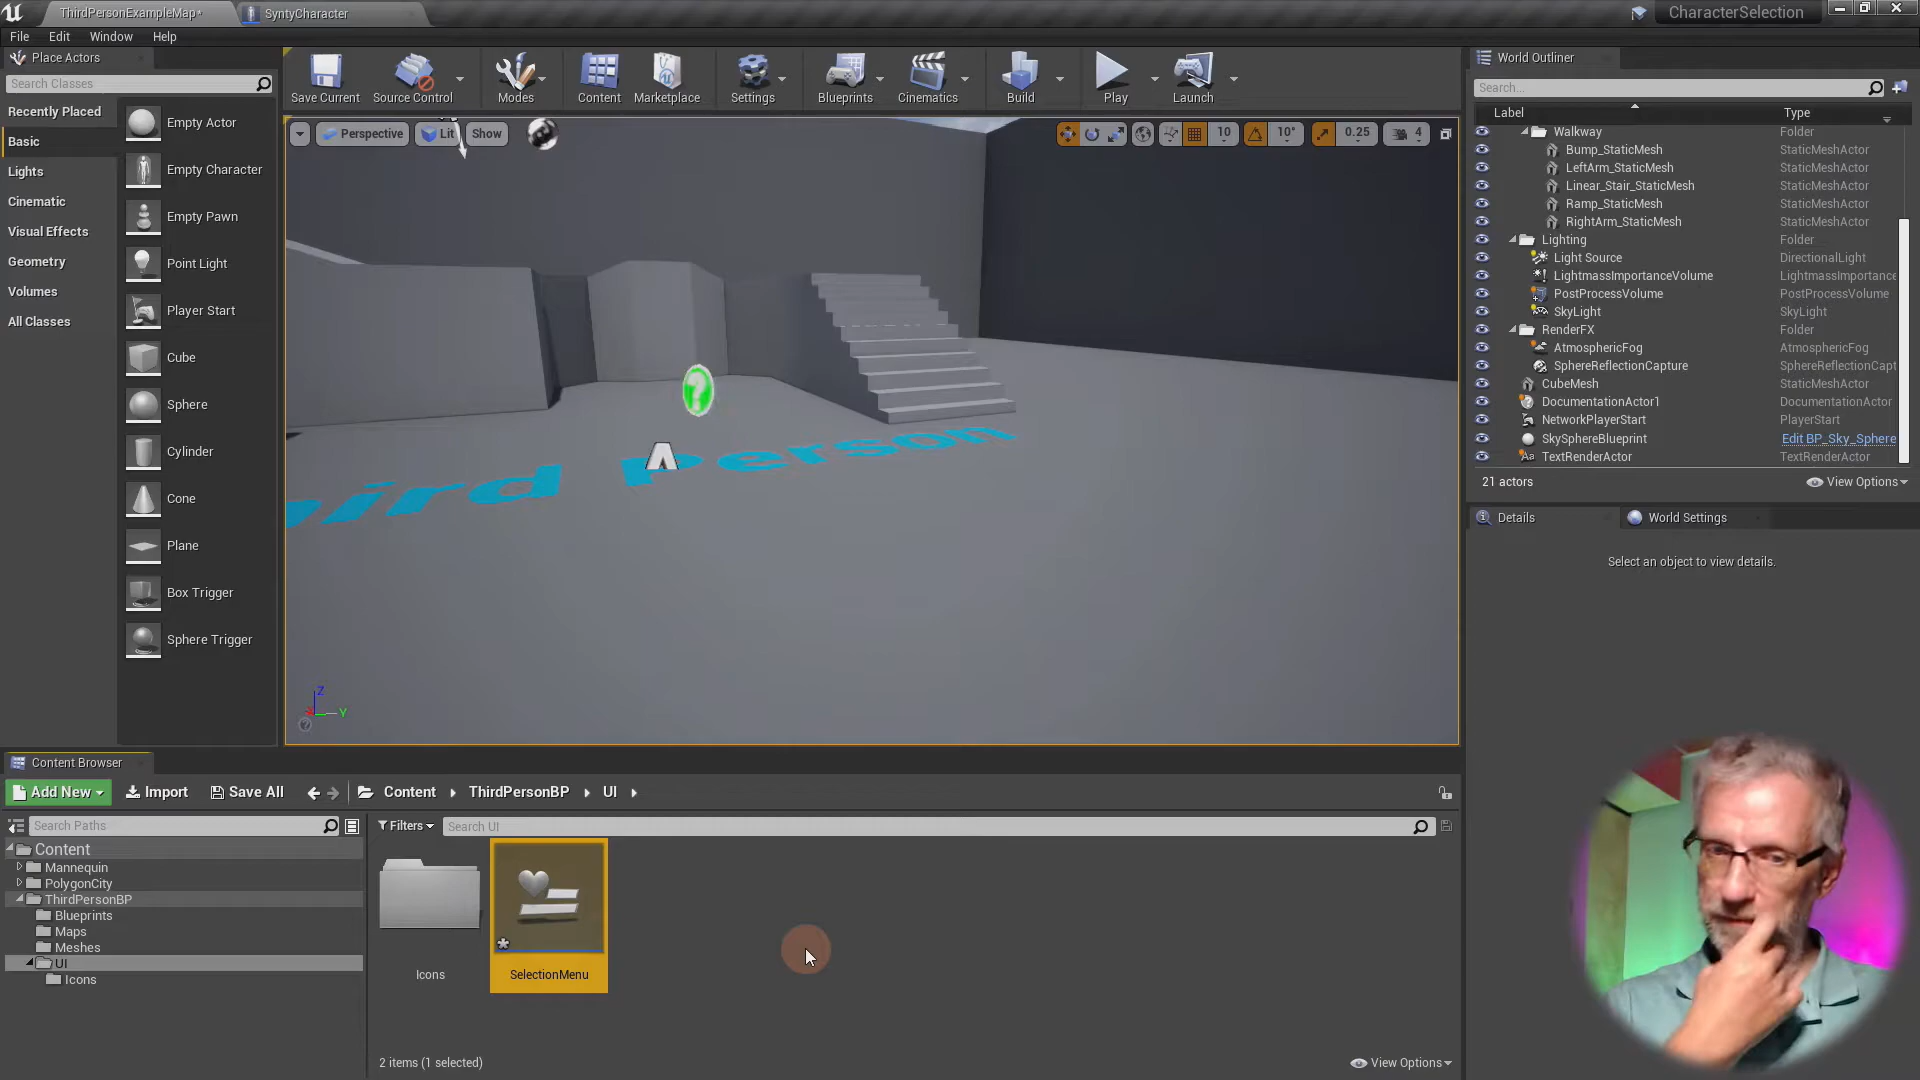 ThirdPersonExampleMap*
SyntyCharacter
CharacterSelection
File Edit Window Help
Place Actors
Search Classes
Recently Placed
Basic
Lights
Cinematic
Visual Effects
Geometry
Volumes
All Classes
Empty Actor
Empty Character
Empty Pawn
Point Light
Player Start
Cube
Sphere
Cylinder
Cone
Plane
Box Trigger
Sphere Trigger
Save Current
Source Control
Modes
Content
Marketplace
Settings
Blueprints
Cinematics
Build
Play
Launch
Perspective
Lit
Show
10
10°
0.25
4
Person
Z
Y
World Outliner
Search...
Label Type
Walkway Folder
Bump_StaticMesh StaticMeshActor
LeftArm_StaticMesh StaticMeshActor
Linear_Stair_StaticMesh StaticMeshActor
Ramp_StaticMesh StaticMeshActor
RightArm_StaticMesh StaticMeshActor
Lighting Folder
Light Source DirectionalLight
LightmassImportanceVolume LightmassImportance
PostProcessVolume PostProcessVolume
SkyLight SkyLight
RenderFX Folder
AtmosphericFog AtmosphericFog
SphereReflectionCapture SphereReflectionCapt
CubeMesh StaticMeshActor
DocumentationActor1 DocumentationActor
NetworkPlayerStart PlayerStart
SkySphereBlueprint Edit BP_Sky_Sphere
TextRenderActor TextRenderActor
21 actors
View Options
Details
World Settings
Select an object to view details.
Content Browser
Add New
Import
Save All
Content
ThirdPersonBP
UI
Search Paths
Filters
Search UI
Content
Mannequin
PolygonCity
ThirdPersonBP
Blueprints
Maps
Meshes
UI
Icons
Icons
SelectionMenu
2 items (1 selected)
View Options